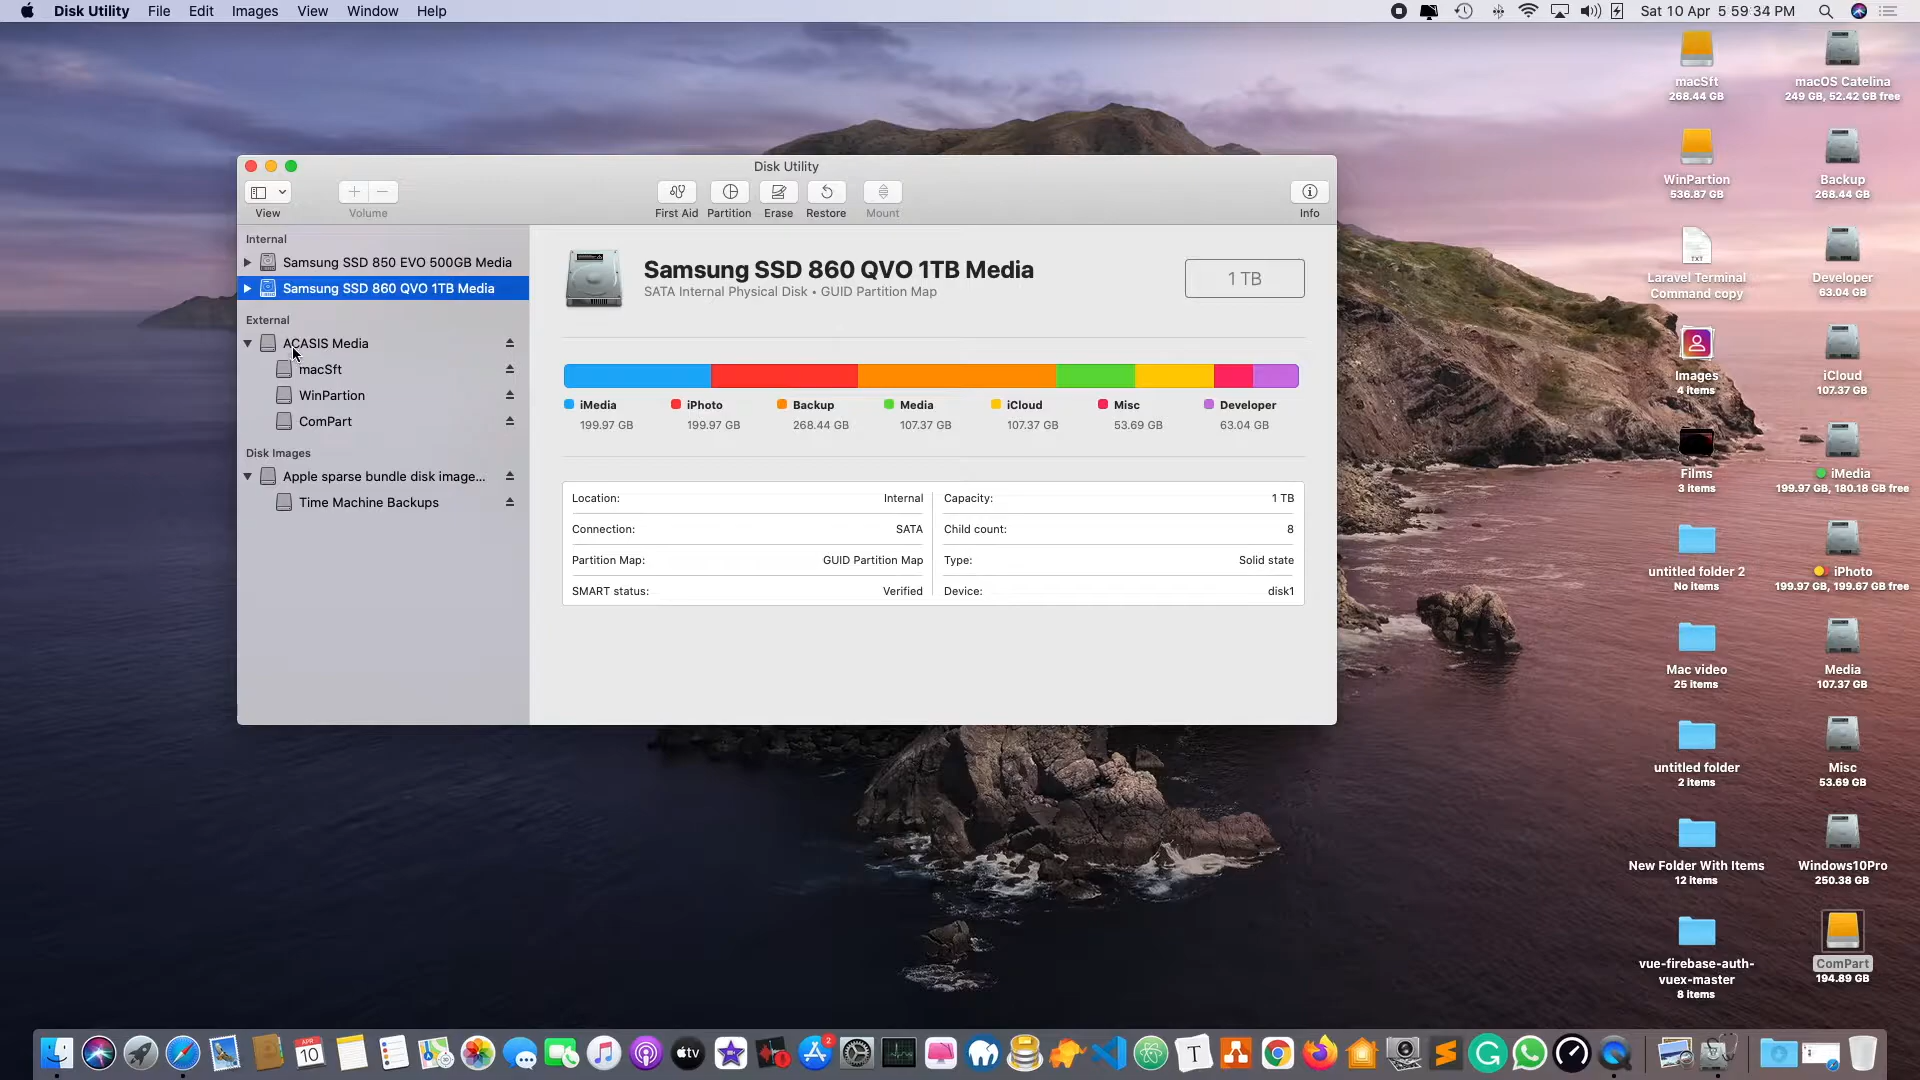 Disk Utility File Edit Images View Window Help
Sat 10 Apr 5 59:34 PM
Disk Utility
View
Volume
First Aid
Partition
Erase
Restore
Mount
Info
Internal
Samsung SSD 850 EVO 500GB Media
Samsung SSD 860 QVO 1TB Media
External
ACASIS Media
macSft
WinPartion
ComPart
Disk Images
Apple sparse bundle disk image...
Time Machine Backups
Samsung SSD 860 QVO 1TB Media
SATA Internal Physical Disk • GUID Partition Map
1 TB
iMedia
199.97 GB
iPhoto
199.97 GB
Backup
268.44 GB
Media
107.37 GB
iCloud
107.37 GB
Misc
53.69 GB
Developer
63.04 GB
Location: Internal
Connection: SATA
Partition Map: GUID Partition Map
SMART status: Verified
Capacity: 1 TB
Child count: 8
Type: Solid state
Device: disk1
macSft
268.44 GB
WinPartion
536.87 GB
TXT
Laravel Terminal
Command copy
Images
4 items
Films
3 items
untitled folder 2
No items
Mac video
25 items
untitled folder
2 items
New Folder With Items
12 items
vue-firebase-auth-
vuex-master
8 items
macOS Catelina
249 GB, 52.42 GB free
Backup
268.44 GB
Developer
63.04 GB
iCloud
107.37 GB
iMedia
199.97 GB, 180.18 GB free
iPhoto
199.97 GB, 199.67 GB free
Media
107.37 GB
Misc
53.69 GB
Windows10Pro
250.38 GB
ComPart
194.89 GB
APR
10
tv
2
T